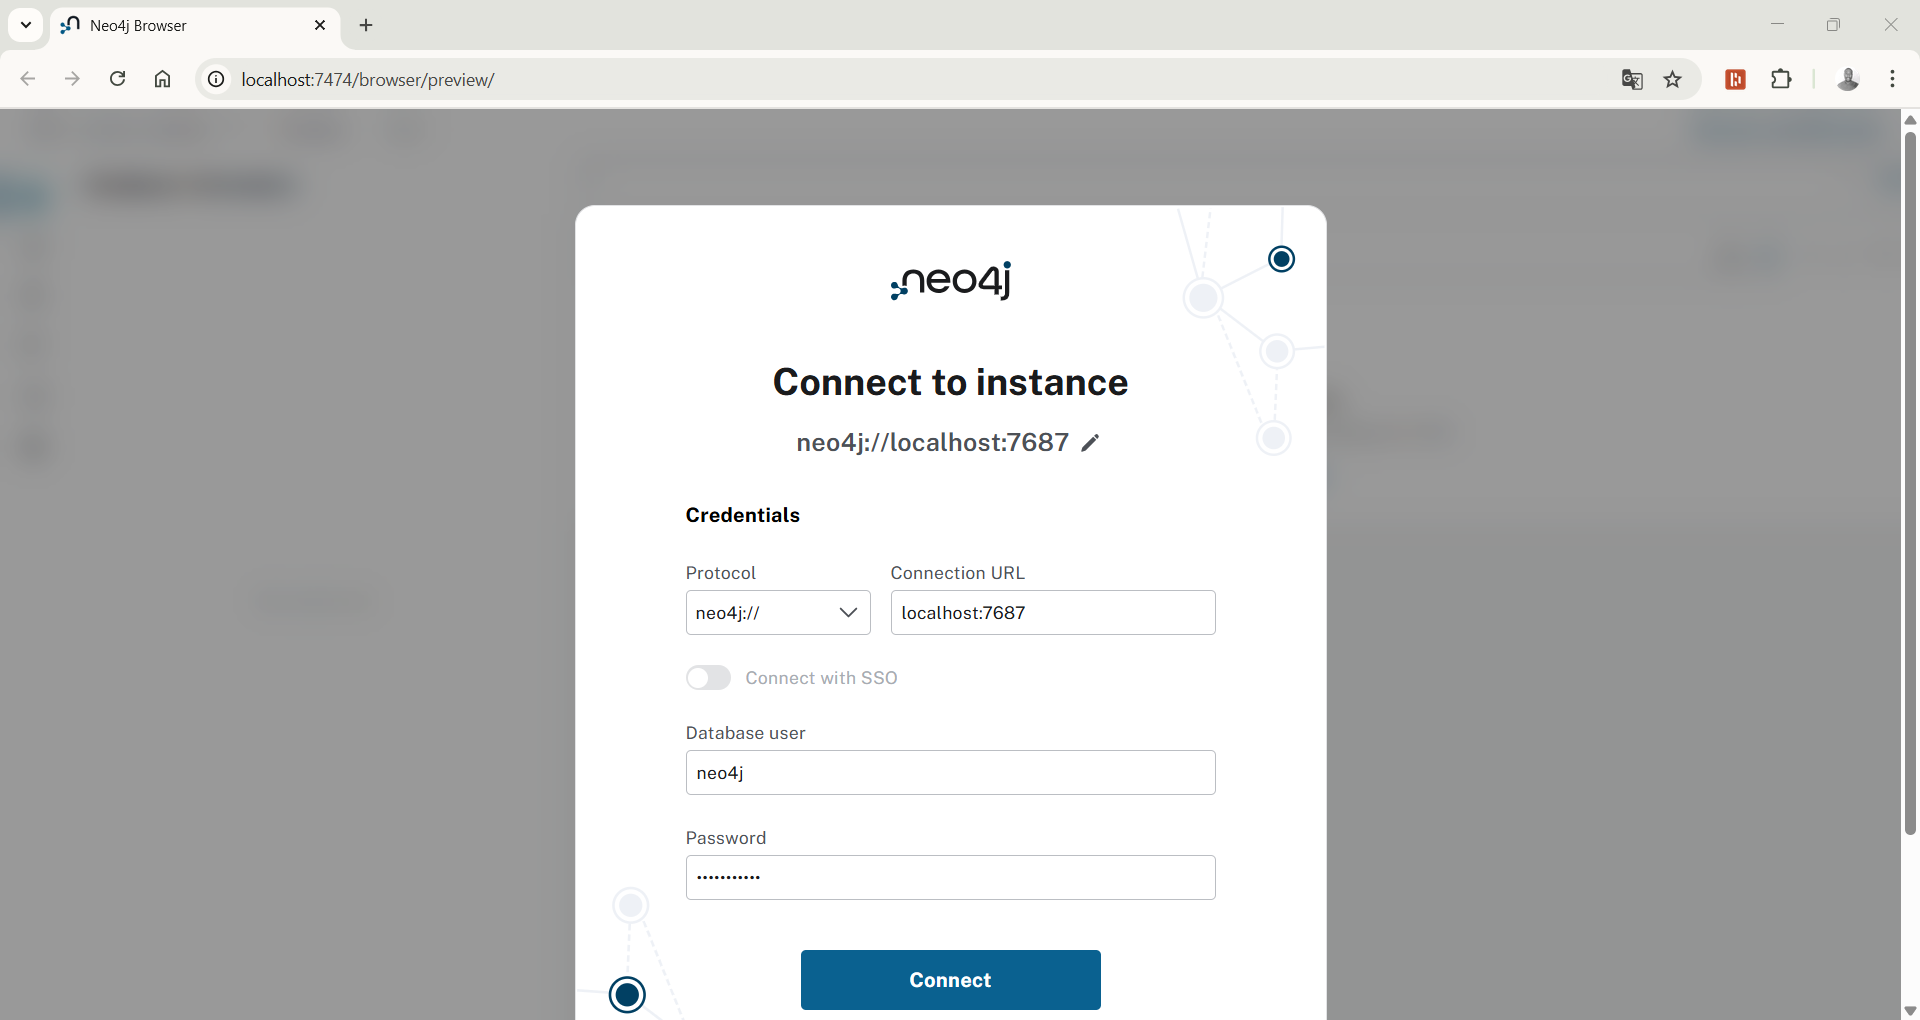 Neo4j Browser
localhost:7474/browser/preview/
neo4j
Connect to instance
neo4j://localhost:7687
Credentials
Protocol
Connection URL
neo4j://
localhost:7687
Connect with SSO
Database user
neo4j
Password
•••••••••••
Connect